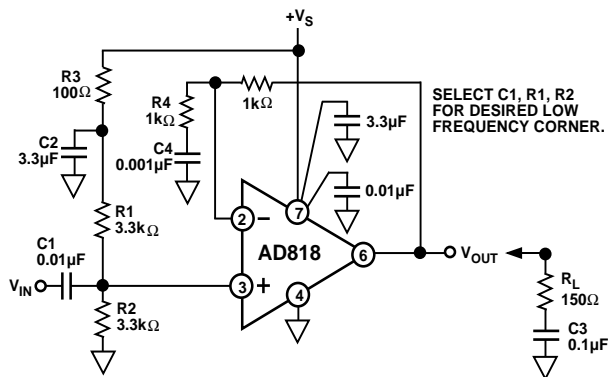 +VS
R3
100Ω
R4
1kΩ
1kΩ
SELECT C1, R1, R2
FOR DESIRED LOW
FREQUENCY CORNER.
C2
3.3µF
C4
0.001µF
3.3µF
0.01µF
R1
3.3kΩ
C1
0.01µF
2
–
7
AD818
6
VOUT
VIN
3
+
4
RL
150Ω
R2
3.3kΩ
C3
0.1µF